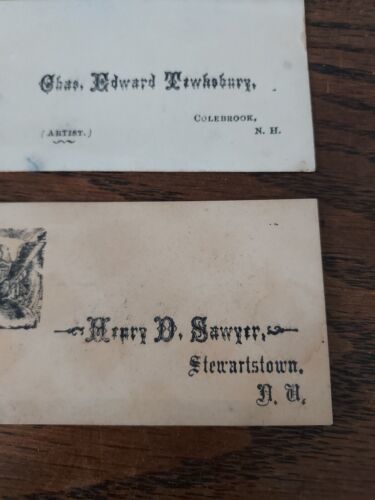 Chas. Edward Tewksbury,
COLEBROOK,
(ARTIST.)
N. H.
Henry D. Sawyer,
Stewartstown.
N. H.